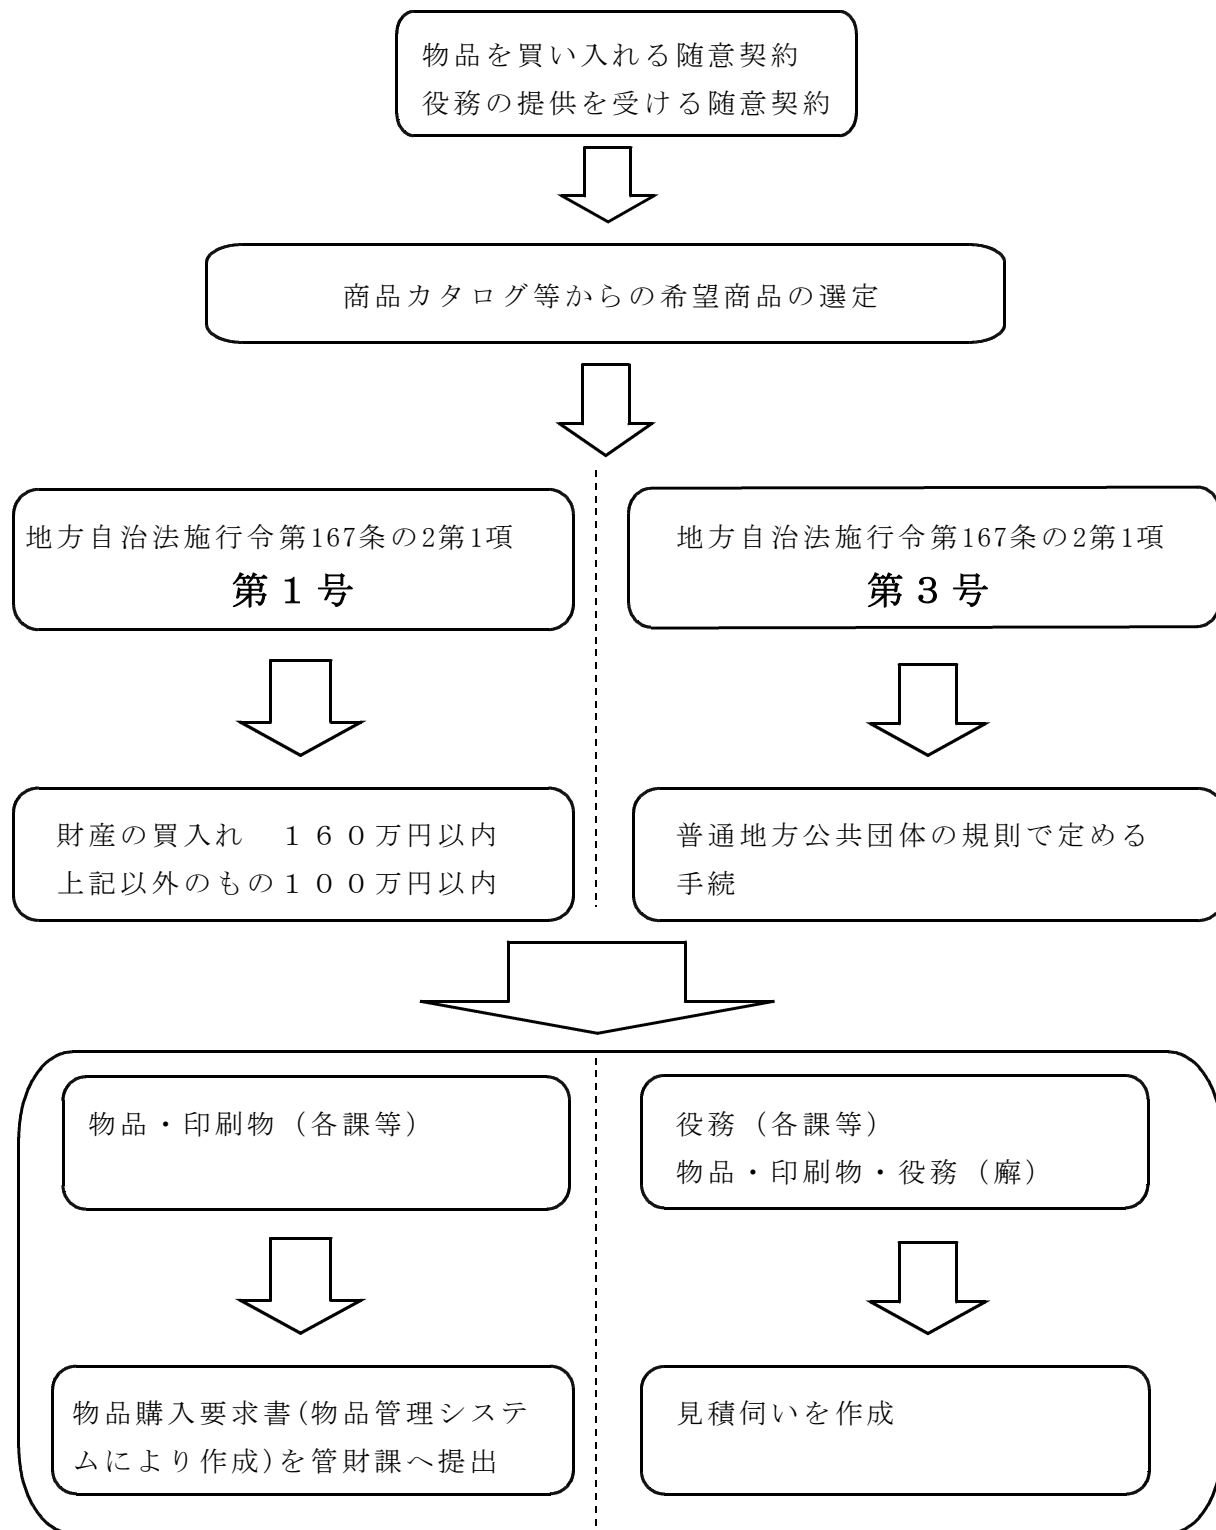 物品を買い入れる随意契約
役務の提供を受ける随意契約
商品カタログ等からの希望商品の選定
地方自治法施行令第167条の2第1項
第１号
地方自治法施行令第167条の2第1項
第３号
財産の買入れ　１６０万円以内
上記以外のもの１００万円以内
普通地方公共団体の規則で定める
手続
物品・印刷物（各課等）
役務（各課等）
物品・印刷物・役務（廨）
物品購入要求書(物品管理システ
ムにより作成)を管財課へ提出
見積伺いを作成